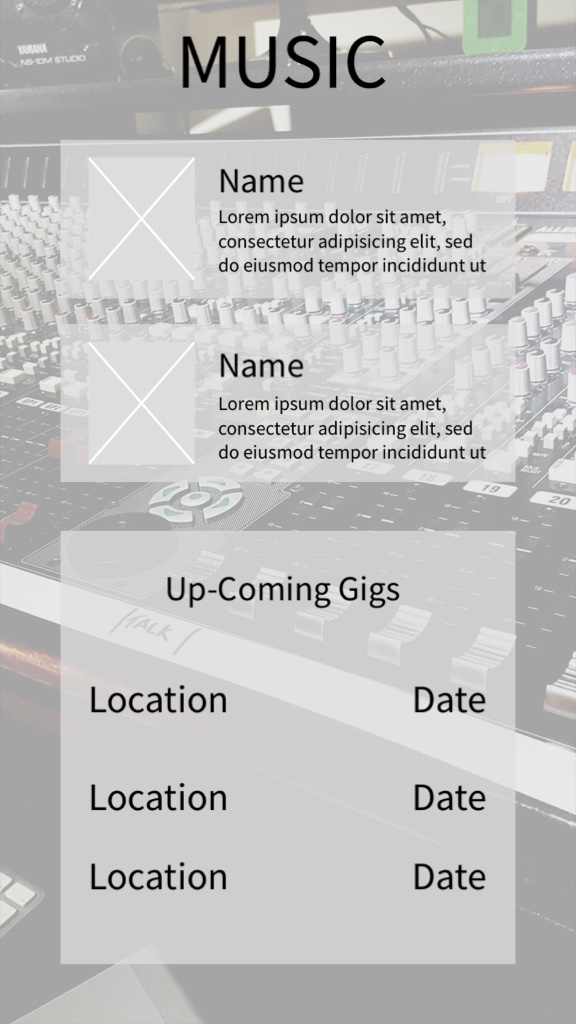 YAMAHA
NS-10M STUDIO
MUSIC
Name
Lorem ipsum dolor sit amet,
consectetur adipisicing elit, sed
do eiusmod tempor incididunt ut
Name
Lorem ipsum dolor sit amet,
consectetur adipisicing elit, sed
do eiusmod tempor incididunt ut
19
20
Up-Coming Gigs
TALK
Location Date
Location Date
Location Date